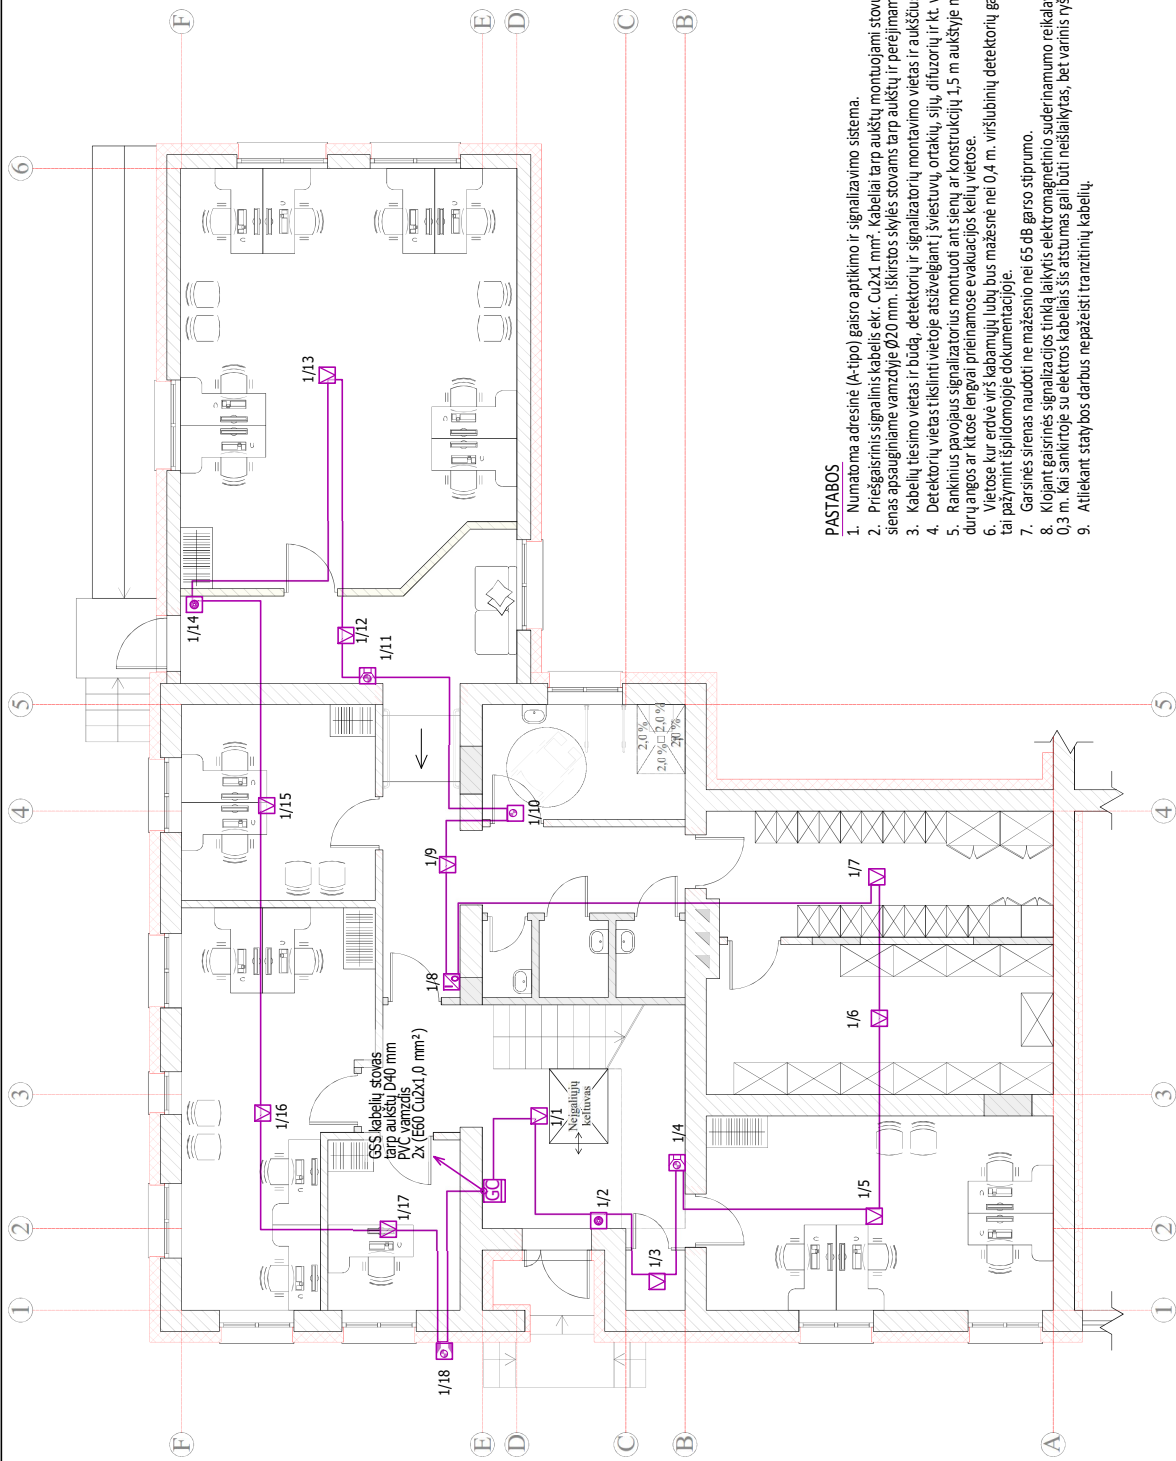 PASTABOS
1. Numatoma adresinė (A-tipo) gaisro aptikimo ir signalizavimo sistema.
2. Priešgaisrinis signalinis kabelis ekr. Cu2x1 mm². Kabeliai tarp aukštų montuojami
sienas apsauginiame vamzdyje Ø20 mm. Iškirstos skylės stovams tarp aukštų ir
3. Kabelių tiesimo vietas ir būdą, detektorių ir signalizatorių montavimo vietas ir
4. Detektorių vietas tikslinti vietoje atsižvelgiant į šviestuvų, ortakių, sijų, difuzorių ir kt.
5. Rankinius pavojaus signalizatorius montuoti ant sienų ar konstrukcijų 1,5 m aukštyje
durų angos ar kitose lengvai prieinamose evakuacijos kelių vietose.
6. Vietose kur erdvė virš kabamųjų lubų bus mažesnė nei 0,4 m. viršlubinių detektorių
tai pažymint išpildomojoje dokumentacijoje.
7. Garsinės sirenas naudoti ne mažesnio nei 65 dB garso stiprumo.
8. Klojant gaisrinės signalizacijos tinklą laikytis elektromagnetinio suderinamumo
0,3 m. Kai sankirtoje su elektros kabeliais šis atstumas gali būti neišlaikytas, bet varinis
9. Atliekant statybos darbus nepažeisti tranzitinių kabelių.
GSS kabelių stovas
tarp aukštų D40 mm
PVC vamzdis
2x (E60 Cu2x1,0 mm²)
Neįgaliųjų
keltuvas
GC
1/1
1/2
1/3
1/4
1/5
1/6
1/7
1/8
1/9
1/10
1/11
1/12
1/13
1/14
1/15
1/16
1/17
1/18
2,0 %
2,0 %
2,0 %
2,0 %
F
E
D
C
B
F
E
D
C
B
A
6
5
4
3
2
1
5
4
3
2
1